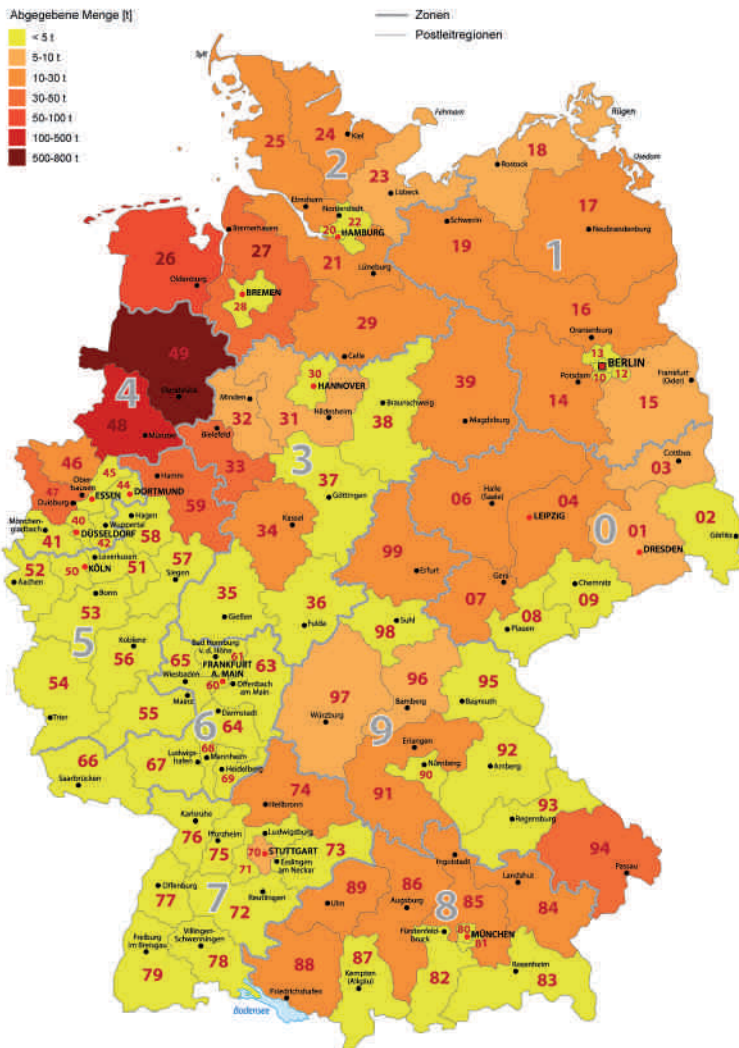 Abgegebene Menge [t]
< 5 t
5-10 t
10-30 t
30-50 t
50-100 t
100-500 t
500-800 t
Zonen
Postleitregionen
Sylt
Fehmarn
Rügen
Usedom
25
24
Kiel
2
23
Lübeck
18
Rostock
17
Neubrandenburg
Elmshorn
Norderstedt
22
20
HAMBURG
Schwerin
19
1
26
Oldenburg
Bremerhaven
27
BREMEN
28
21
Lüneburg
29
Celle
16
Oranienburg
13
BERLIN
10
12
Potsdam
14
Frankfurt
(Oder)
15
49
Osnabrück
4
48
Münster
30
HANNOVER
Minden
32
31
Hildesheim
Bielefeld
Braunschweig
38
39
Magdburg
Cottbus
03
46
45
Ober-
hausen
47
Duisburg
ESSEN
44
DORTMUND
Hamm
33
59
3
37
Göttingen
Kassel
34
06
Halle
(Saale)
04
LEIPZIG
0
01
DRESDEN
02
Görlitz
Mönchen-
gladbach
41
40
DÜSSELDORF
42
Wuppertal
Hagen
58
Leverkusen
52
Aachen
50
KÖLN
51
57
Siegen
Bonn
99
Erfurt
Gera
07
Chemnitz
09
08
Plauen
35
Gießen
36
Fulda
98
Suhl
53
5
56
Koblenz
54
Trier
55
65
Bad Homburg
v. d. Höhe
61
FRANKFURT
A. MAIN
63
60
Wiesbaden
Offenbach
am Main
Mainz
Darmstadt
64
6
97
Würzburg
96
Bamberg
95
Bayreuth
9
Erlangen
Nürnberg
90
92
Amberg
66
Saarbrücken
67
Ludwigs-
hafen
68
Mannheim
Heidelberg
69
74
Heilbronn
91
93
Regensburg
94
Passau
Karlsruhe
76
Pforzheim
75
Ludwigsburg
70
STUTTGART
71
Esslingen
am Neckar
73
Ingolstadt
Landshut
84
Offenburg
77
7
72
Reutlingen
89
Ulm
86
Augsburg
8
85
Fürstenfeld-
bruck
80
MÜNCHEN
81
Freiburg
im Breisgau
79
Villingen-
Schwenningen
78
88
Friedrichshafen
87
Kempten
(Allgäu)
82
Rosenheim
83
Bodensee